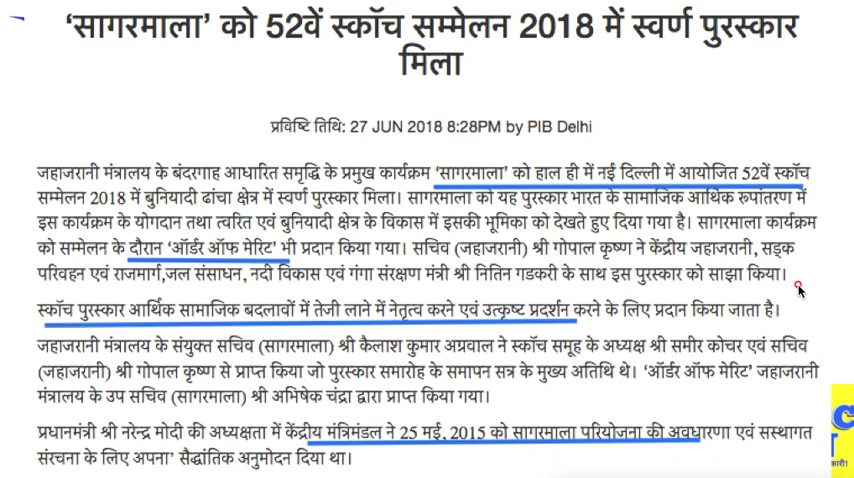 ‘सागरमाला’ को 52वें स्कॉच सम्मेलन 2018 में स्वर्ण पुरस्कार
मिला
प्रविष्टि तिथि: 27 JUN 2018 8:28PM by PIB Delhi
जहाजरानी मंत्रालय के बंदरगाह आधारित समृद्धि के प्रमुख कार्यक्रम ‘सागरमाला’ को हाल ही में नई दिल्ली में आयोजित 52वें स्कॉच
सम्मेलन 2018 में बुनियादी ढांचा क्षेत्र में स्वर्ण पुरस्कार मिला। सागरमाला को यह पुरस्कार भारत के सामाजिक आर्थिक रूपांतरण में
इस कार्यक्रम के योगदान तथा त्वरित एवं बुनियादी क्षेत्र के विकास में इसकी भूमिका को देखते हुए दिया गया है। सागरमाला कार्यक्रम
को सम्मेलन के दौरान ‘ऑर्डर ऑफ मेरिट’ भी प्रदान किया गया। सचिव (जहाजरानी) श्री गोपाल कृष्ण ने केंद्रीय जहाजरानी, सड़क
परिवहन एवं राजमार्ग,जल संसाधन, नदी विकास एवं गंगा संरक्षण मंत्री श्री नितिन गडकरी के साथ इस पुरस्कार को साझा किया।
स्कॉच पुरस्कार आर्थिक सामाजिक बदलावों में तेजी लाने में नेतृत्व करने एवं उत्कृष्ट प्रदर्शन करने के लिए प्रदान किया जाता है।
जहाजरानी मंत्रालय के संयुक्त सचिव (सागरमाला) श्री कैलाश कुमार अग्रवाल ने स्कॉच समूह के अध्यक्ष श्री समीर कोचर एवं सचिव
(जहाजरानी) श्री गोपाल कृष्ण से प्राप्त किया जो पुरस्कार समारोह के समापन सत्र के मुख्य अतिथि थे। ‘ऑर्डर ऑफ मेरिट’ जहाजरानी
मंत्रालय के उप सचिव (सागरमाला) श्री अभिषेक चंद्रा द्वारा प्राप्त किया गया।
प्रधानमंत्री श्री नरेन्द्र मोदी की अध्यक्षता में केंद्रीय मंत्रिमंडल ने 25 मई, 2015 को सागरमाला परियोजना की अवधारणा एवं सस्थागत
संरचना के लिए अपना’ सैद्धांतिक अनुमोदन दिया था।